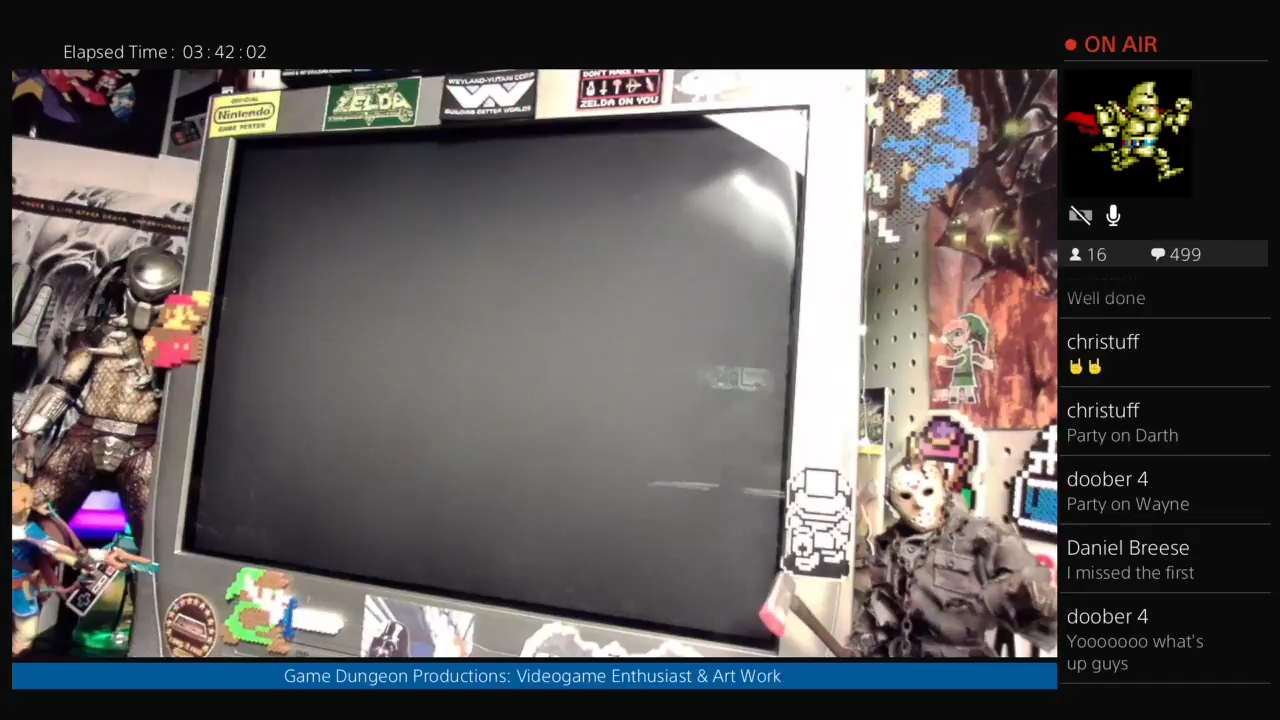 Elapsed Time: 03:42:02
ON AIR
OFFICIAL
Nintendo
GAME TESTER
ZELDA
WEYLAND-YUTANI CORP
BUILDING BETTER WORLDS
DON'T MAKE ME GO
ZELDA ON YOU
16
499
Well done
christuff
🤘🤘
christuff
Party on Darth
doober 4
Party on Wayne
Daniel Breese
I missed the first
doober 4
Yooooooo what's
up guys
Game Dungeon Productions: Videogame Enthusiast & Art Work